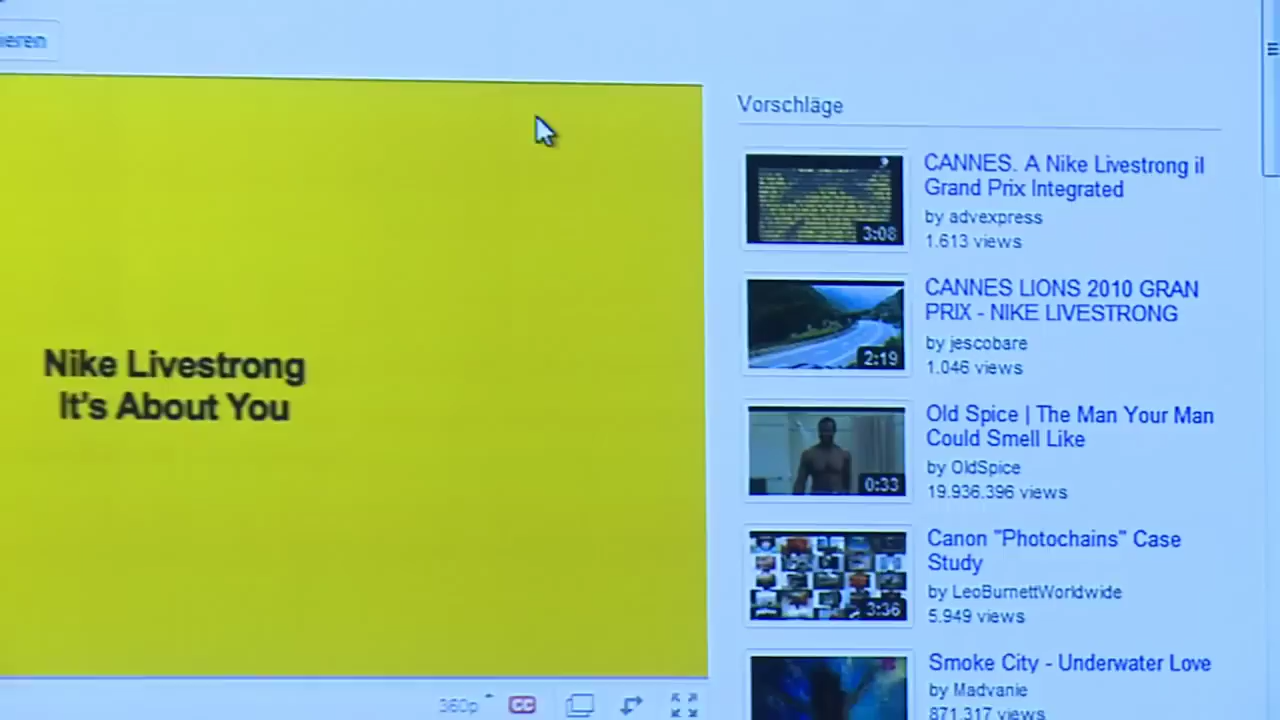 ieren
Nike Livestrong
It's About You
360p
CC
Vorschläge
3:08
CANNES. A Nike Livestrong il
Grand Prix Integrated
by advexpress
1.613 views
2:19
CANNES LIONS 2010 GRAN
PRIX - NIKE LIVESTRONG
by jescobare
1.046 views
0:33
Old Spice | The Man Your Man
Could Smell Like
by OldSpice
19.936.396 views
3:36
Canon "Photochains" Case
Study
by LeoBurnettWorldwide
5.949 views
Smoke City - Underwater Love
by Madvanie
871.317 views